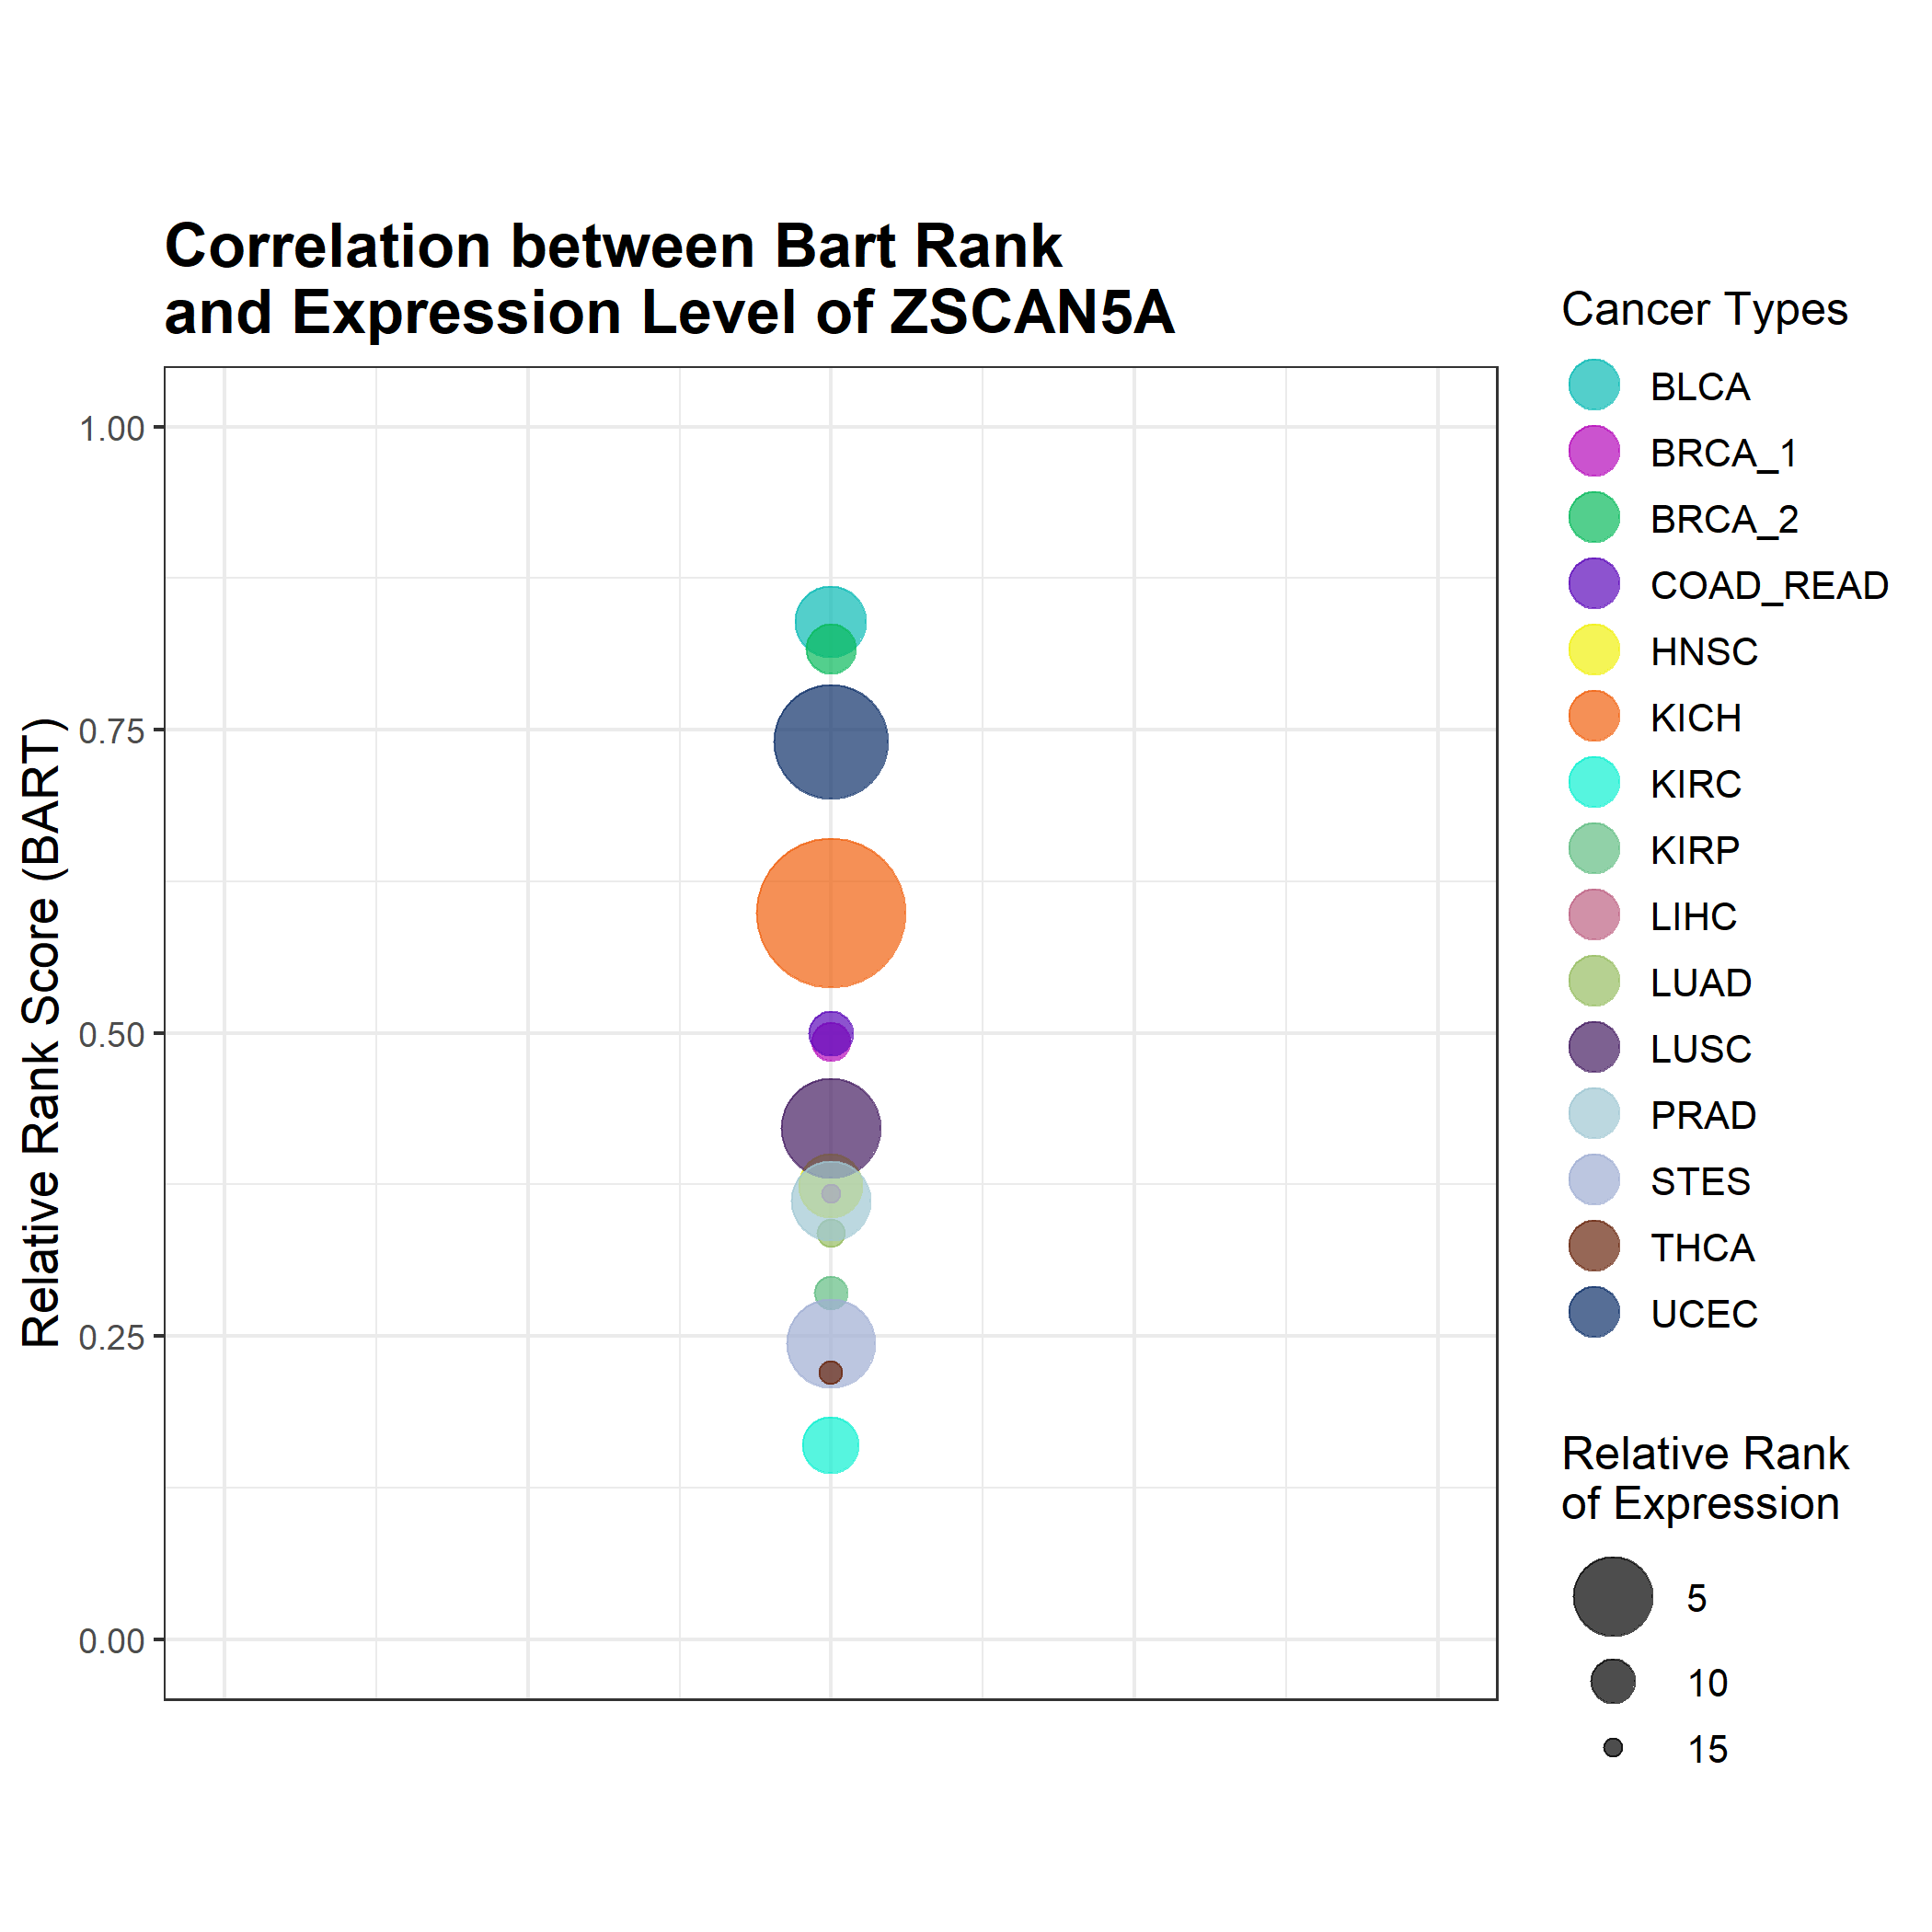 Correlation between Bart Rank
and Expression Level of ZSCAN5A
Relative Rank Score (BART)
1.00
0.75
0.50
0.25
0.00
Cancer Types
BLCA
BRCA_1
BRCA_2
COAD_READ
HNSC
KICH
KIRC
KIRP
LIHC
LUAD
LUSC
PRAD
STES
THCA
UCEC
Relative Rank
of Expression
5
10
15